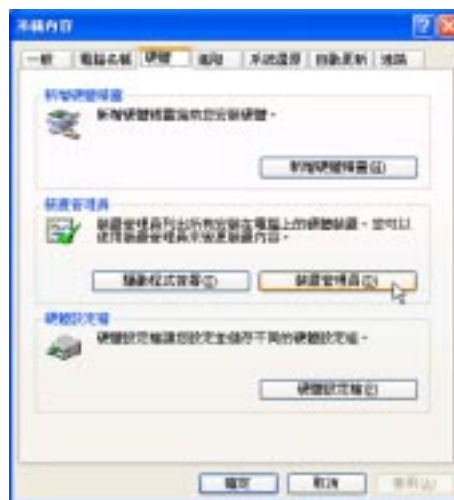 系統內容
一般 電腦名稱 硬體 進階 系統還原 自動更新 遠端
新增硬體精靈
新增硬體精靈協助您安裝硬體。
新增硬體精靈(H)
裝置管理員
裝置管理員列出所有安裝在電腦上的硬體裝置。您可以
使用裝置管理員來變更裝置內容。
驅動程式簽署(S) 裝置管理員(D)
硬體設定檔
硬體設定檔讓您設定並儲存不同的硬體設定組。
硬體設定檔(P)
確定 取消 套用(A)